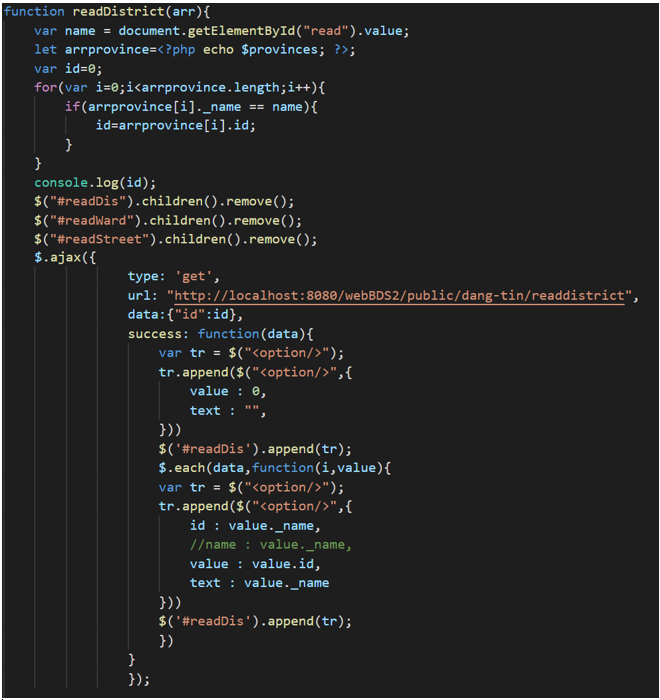 function readDistrict(arr){
var name = document.getElementById("read").value;
let arrprovince=<?php echo $provinces; ?>;
var id=0;
for(var i=0;i<arrprovince.length;i++){
if(arrprovince[i]._name == name){
id=arrprovince[i].id;
}
}
console.log(id);
$("#readDis").children().remove();
$("#readWard").children().remove();
$("#readStreet").children().remove();
$.ajax({
type: 'get',
url: "http://localhost:8080/webBDS2/public/dang-tin/readdistrict",
data:{"id":id},
success: function(data){
var tr = $("<option/>");
tr.append($("<option/>",{
value : 0,
text : "",
}))
$('#readDis').append(tr);
$.each(data,function(i,value){
var tr = $("<option/>");
tr.append($("<option/>",{
id : value._name,
//name : value._name,
value : value.id,
text : value._name
}))
$('#readDis').append(tr);
})
}
});